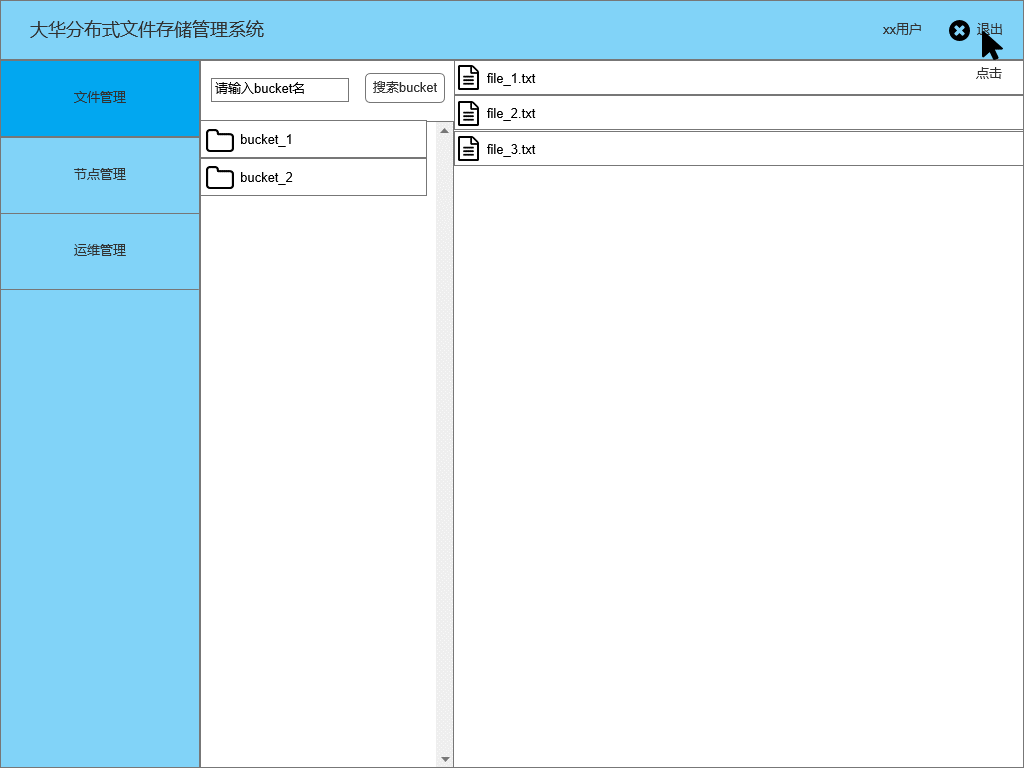 大华分布式文件存储管理系统
xx用户
退出
点击
文件管理
节点管理
运维管理
请输入bucket名
搜索bucket
bucket_1
bucket_2
file_1.txt
file_2.txt
file_3.txt